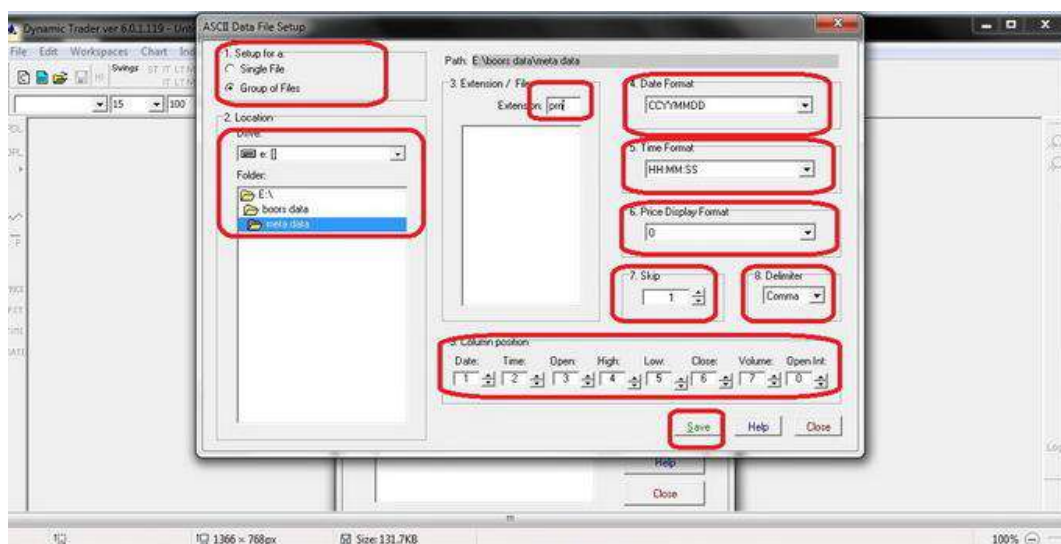 Dynamic Trader ver 6.0.1.119 - Unti
ASCII Data File Setup
File Edit Workspaces Chart Ind
Swings
15
100
1. Setup for a:
Single File
Group of Files
2. Location
Drive:
e: []
Folder:
E:\
boors data
meta data
Path: E:\boors data\meta data
3. Extension / File
Extension: prn
4. Date Format
CCYYMMDD
5. Time Format
HH:MM:SS
6. Price Display Format
0
7. Skip
1
8. Delimiter
Comma
Column position
Date: Time: Open: High: Low: Close: Volume: Open Int:
1 2 3 4 5 6 7 0
Save Help Close
Help
Close
1366 × 768px Size: 131.7KB 100%